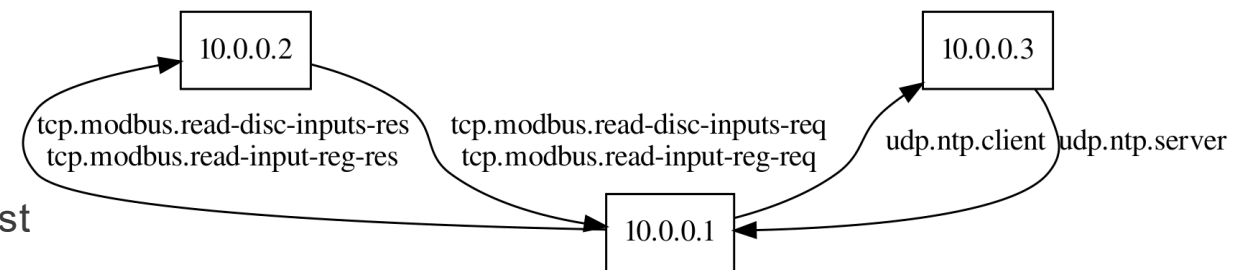 10.0.0.2
10.0.0.3
tcp.modbus.read-disc-inputs-res
tcp.modbus.read-input-reg-res
tcp.modbus.read-disc-inputs-req
tcp.modbus.read-input-reg-req
udp.ntp.client
udp.ntp.server
st
10.0.0.1